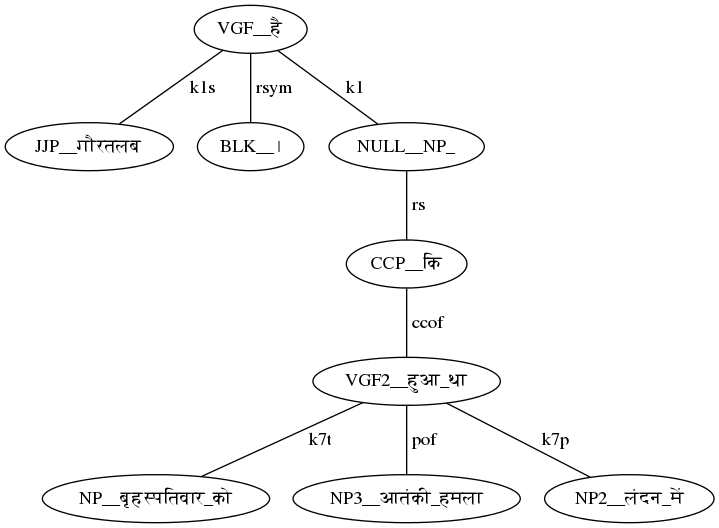 VGF__है
k1s rsym k1
JJP__गौरतलब BLK__। NULL__NP_
rs
CCP__कि
ccof
VGF2__हुआ_था
k7t pof k7p
NP__बृहस्पतिवार_को NP3__आतंकी_हमला NP2__लंदन_में